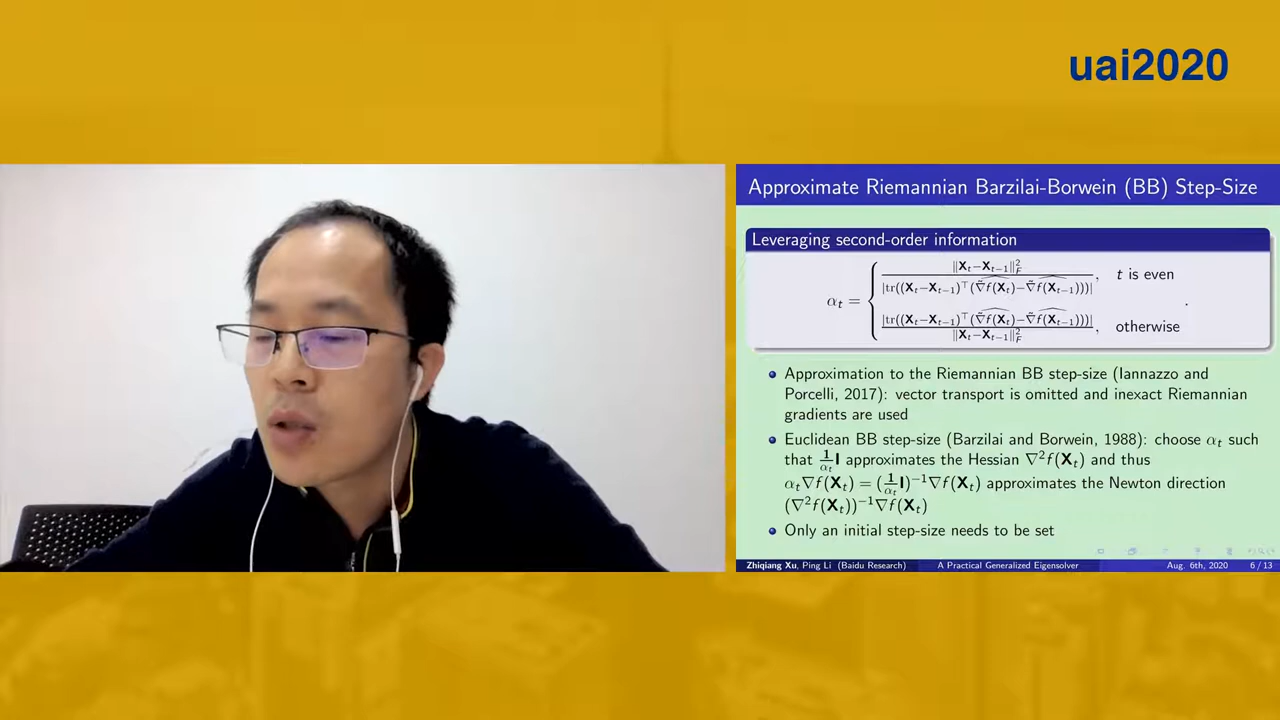 uai2020
Approximate Riemannian Barzilai-Borwein (BB) Step-Size
Leveraging second-order information
α_t = { ‖X_t−X_{t−1}‖_F^2 / |tr((X_t−X_{t−1})^⊤(∇̃f(X_t)−∇̃f(X_{t−1})))|, t is even
|tr((X_t−X_{t−1})^⊤(∇̃f(X_t)−∇̃f(X_{t−1})))| / ‖X_t−X_{t−1}‖_F^2, otherwise .
Approximation to the Riemannian BB step-size (Iannazzo and
Porcelli, 2017): vector transport is omitted and inexact Riemannian
gradients are used
Euclidean BB step-size (Barzilai and Borwein, 1988): choose α_t such
that 1/α_t I approximates the Hessian ∇²f(X_t) and thus
α_t∇f(X_t) = (1/α_t I)^{−1}∇f(X_t) approximates the Newton direction
(∇²f(X_t))^{−1}∇f(X_t)
Only an initial step-size needs to be set
Zhiqiang Xu, Ping Li (Baidu Research) A Practical Generalized Eigensolver Aug. 6th, 2020 6 / 13